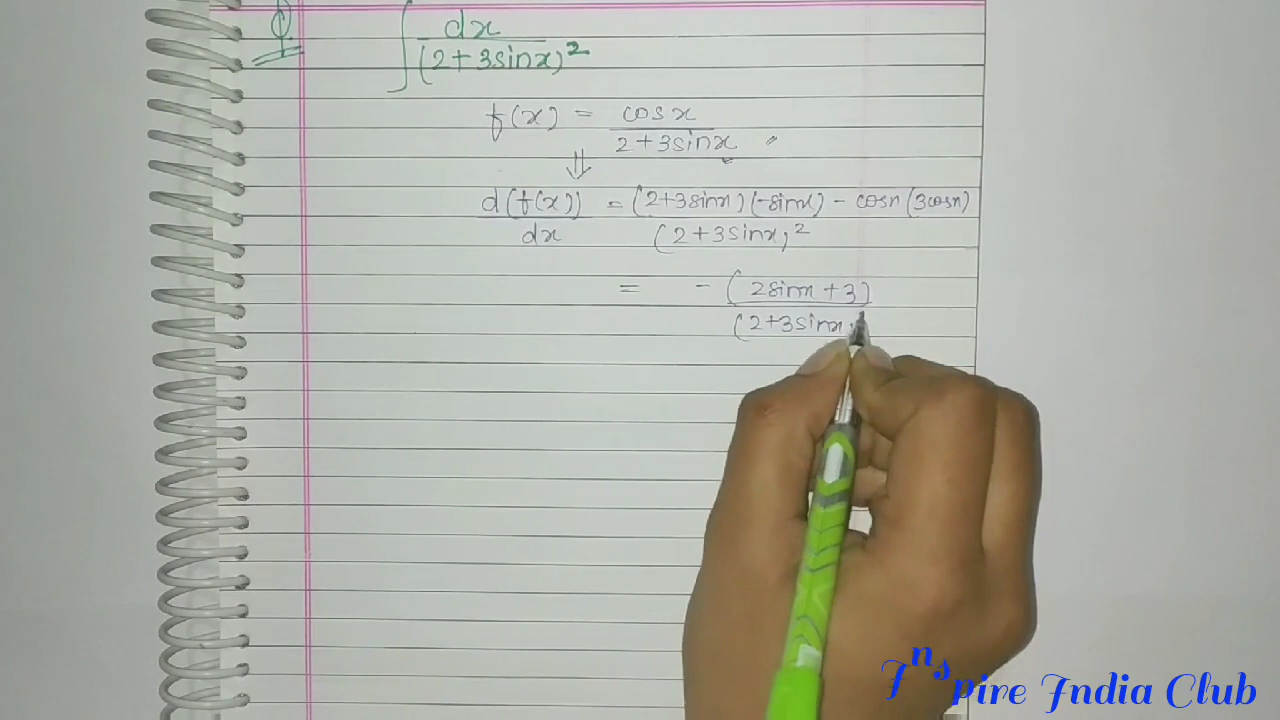 Q
∫ dx
(2+3sinx)²
f(x) = cosx
2+3sinx
⇓
d(f(x)) = (2+3sinx)(-sinx) - cosx(3cosx)
dx (2+3sinx)²
= - (2sinx+3)
(2+3sinx
Inspire India Club